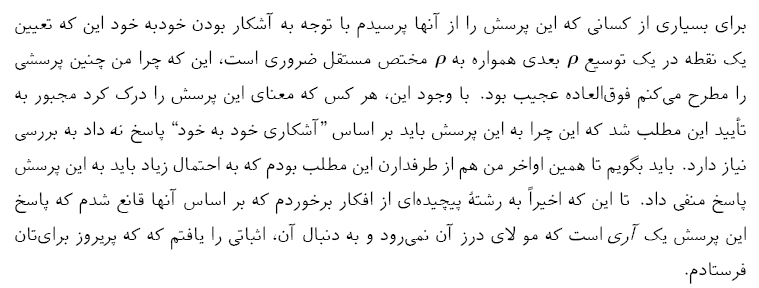 برای بسیاری از کسانی که این پرسش را از آنها پرسیدم با توجه به آشکار بودن خودبه خود این که تعیین
یک نقطه در یک توسیع ρ بعدی همواره به ρ مختص مستقل ضروری است، این که چرا من چنین پرسشی
را مطرح می‌کنم فوق‌العاده عجیب بود. با وجود این، هر کس که معنای این پرسش را درک کرد مجبور به
تأیید این مطلب شد که این چرا به این پرسش باید بر اساس ”آشکاری خود به خود“ پاسخ نه داد به بررسی
نیاز دارد. باید بگویم تا همین اواخر من هم از طرفدارن این مطلب بودم که به احتمال زیاد باید به این پرسش
پاسخ منفی داد. تا این که اخیراً به رشتهٔ پیچیده‌ای از افکار برخوردم که بر اساس آنها قانع شدم که پاسخ
این پرسش یک آری است که مو لای درز آن نمی‌رود و به دنبال آن، اثباتی را یافتم که که پریروز برای‌تان
فرستادم.